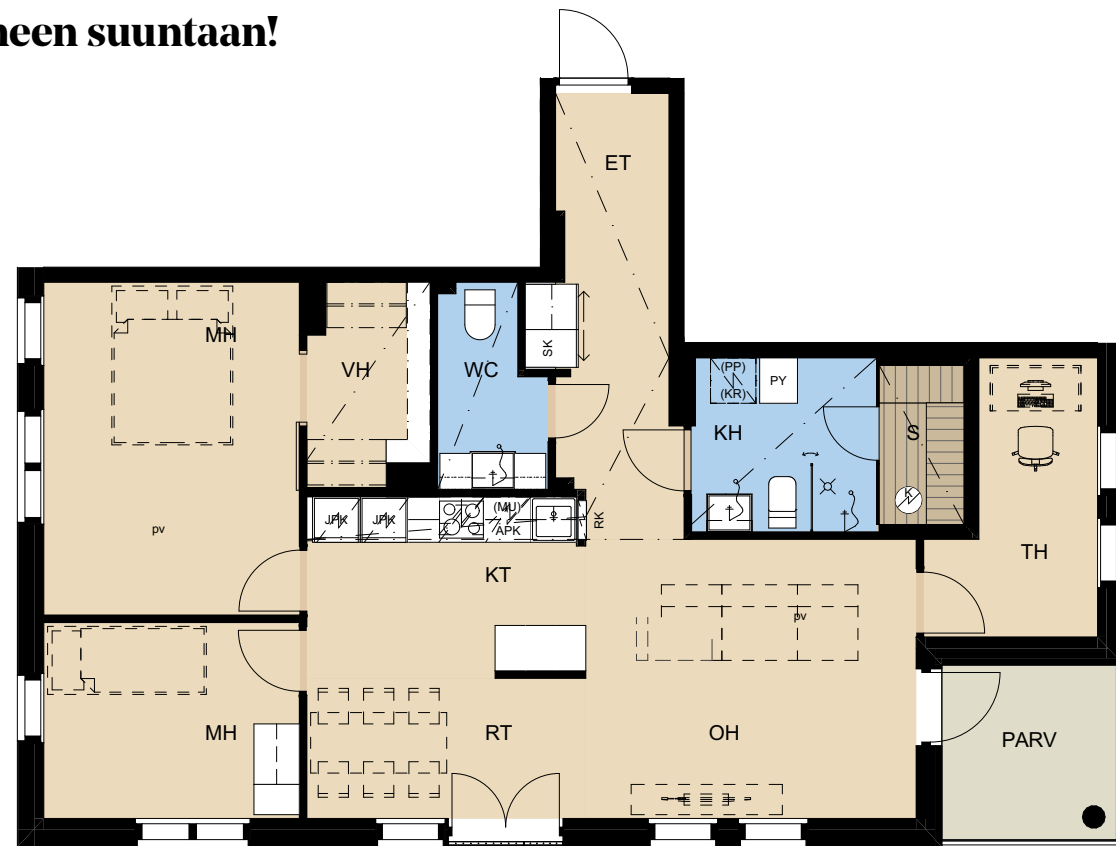 neen suuntaan!
ET
MH
VH
WC
SK
(PP)
(KR)
PY
KH
S
K
TH
pv
JPK
JPK
(MU)
APK
RK
KT
pv
MH
RT
OH
PARV